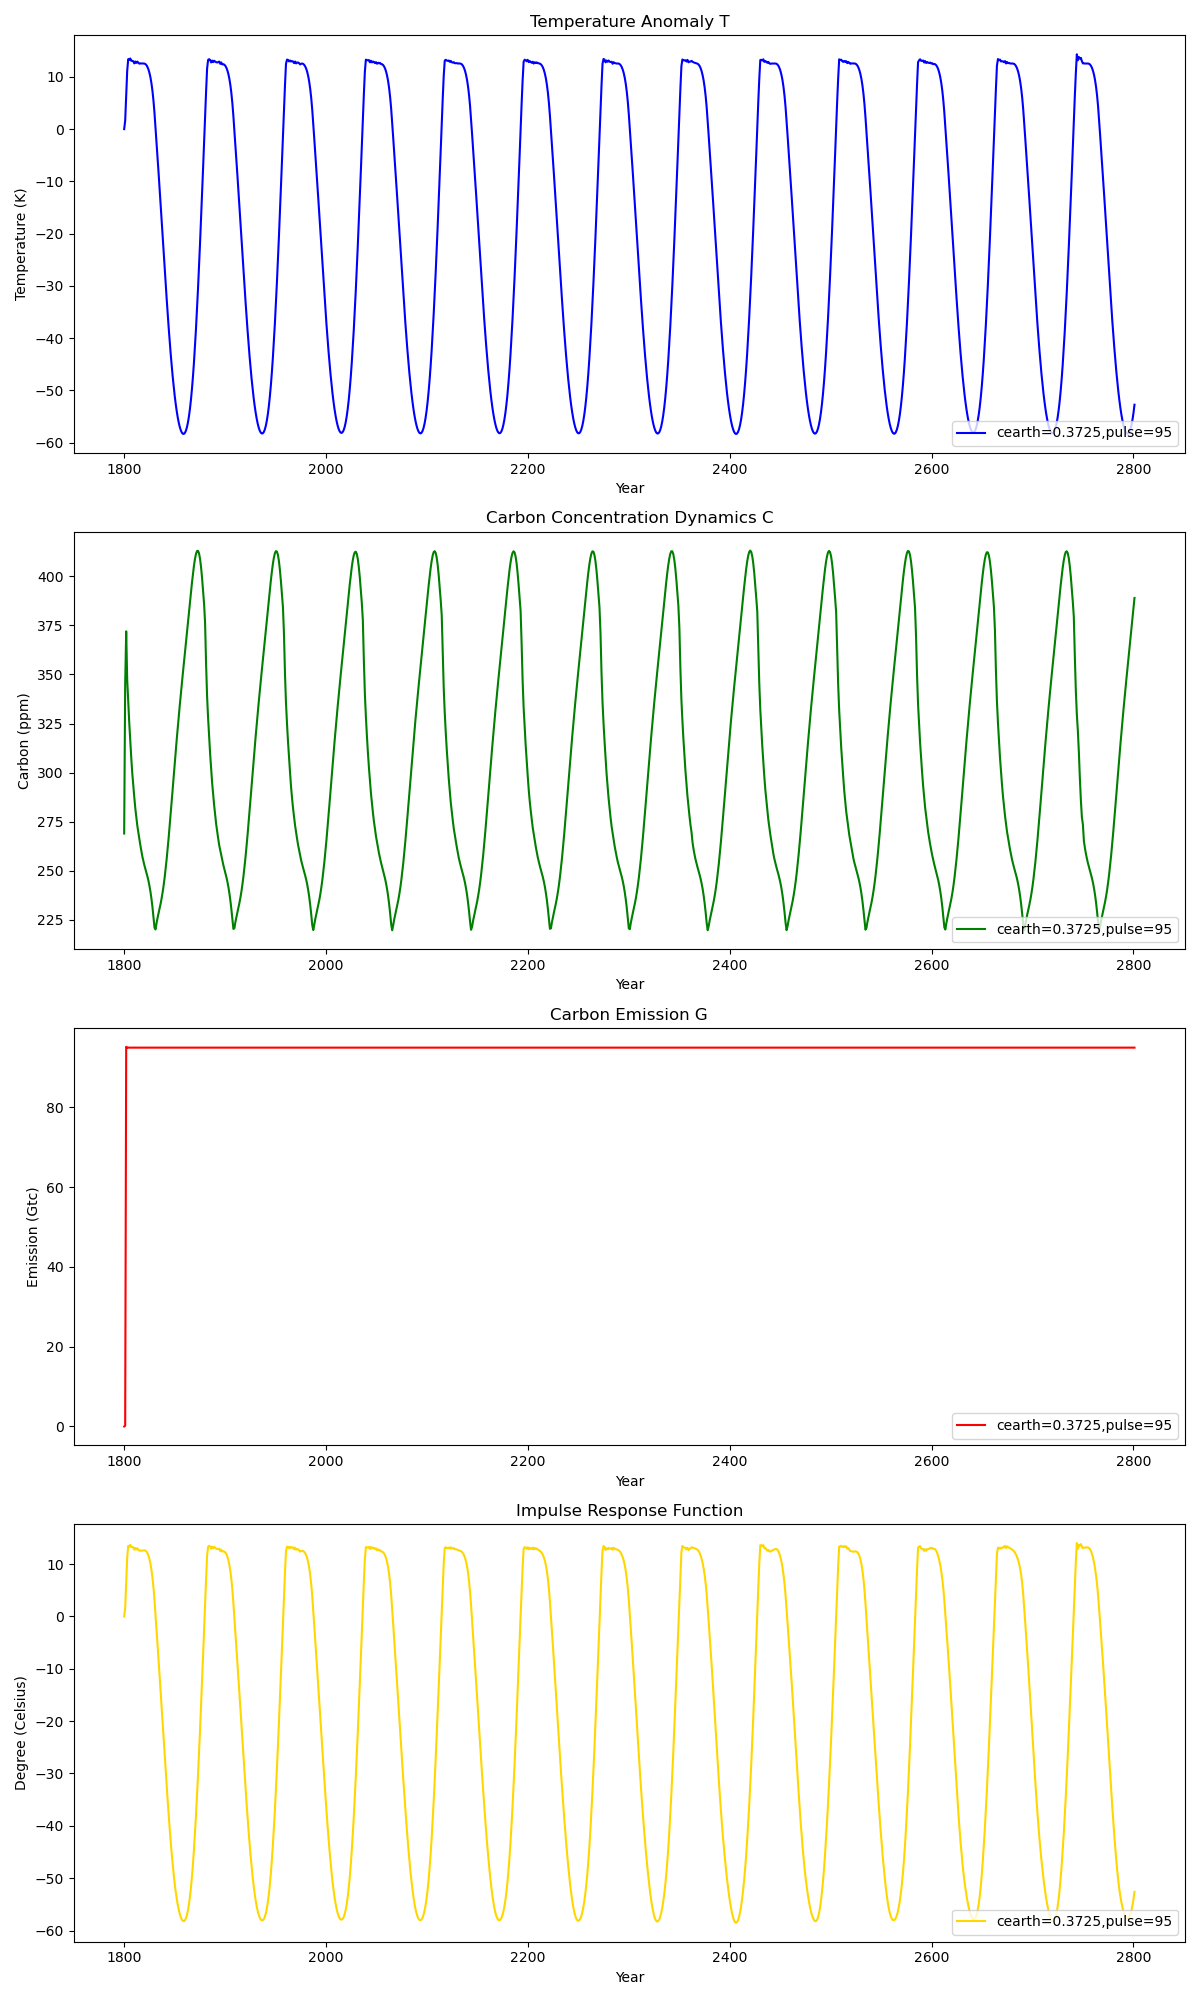 Temperature Anomaly T
10
0
−10
−20
−30
−40
−50
−60
Temperature (K)
cearth=0.3725,pulse=95
1800 2000 2200 2400 2600 2800
Year
Carbon Concentration Dynamics C
400
375
350
325
300
275
250
225
Carbon (ppm)
cearth=0.3725,pulse=95
1800 2000 2200 2400 2600 2800
Year
Carbon Emission G
80
60
40
20
0
Emission (Gtc)
cearth=0.3725,pulse=95
1800 2000 2200 2400 2600 2800
Year
Impulse Response Function
10
0
−10
−20
−30
−40
−50
−60
Degree (Celsius)
cearth=0.3725,pulse=95
1800 2000 2200 2400 2600 2800
Year